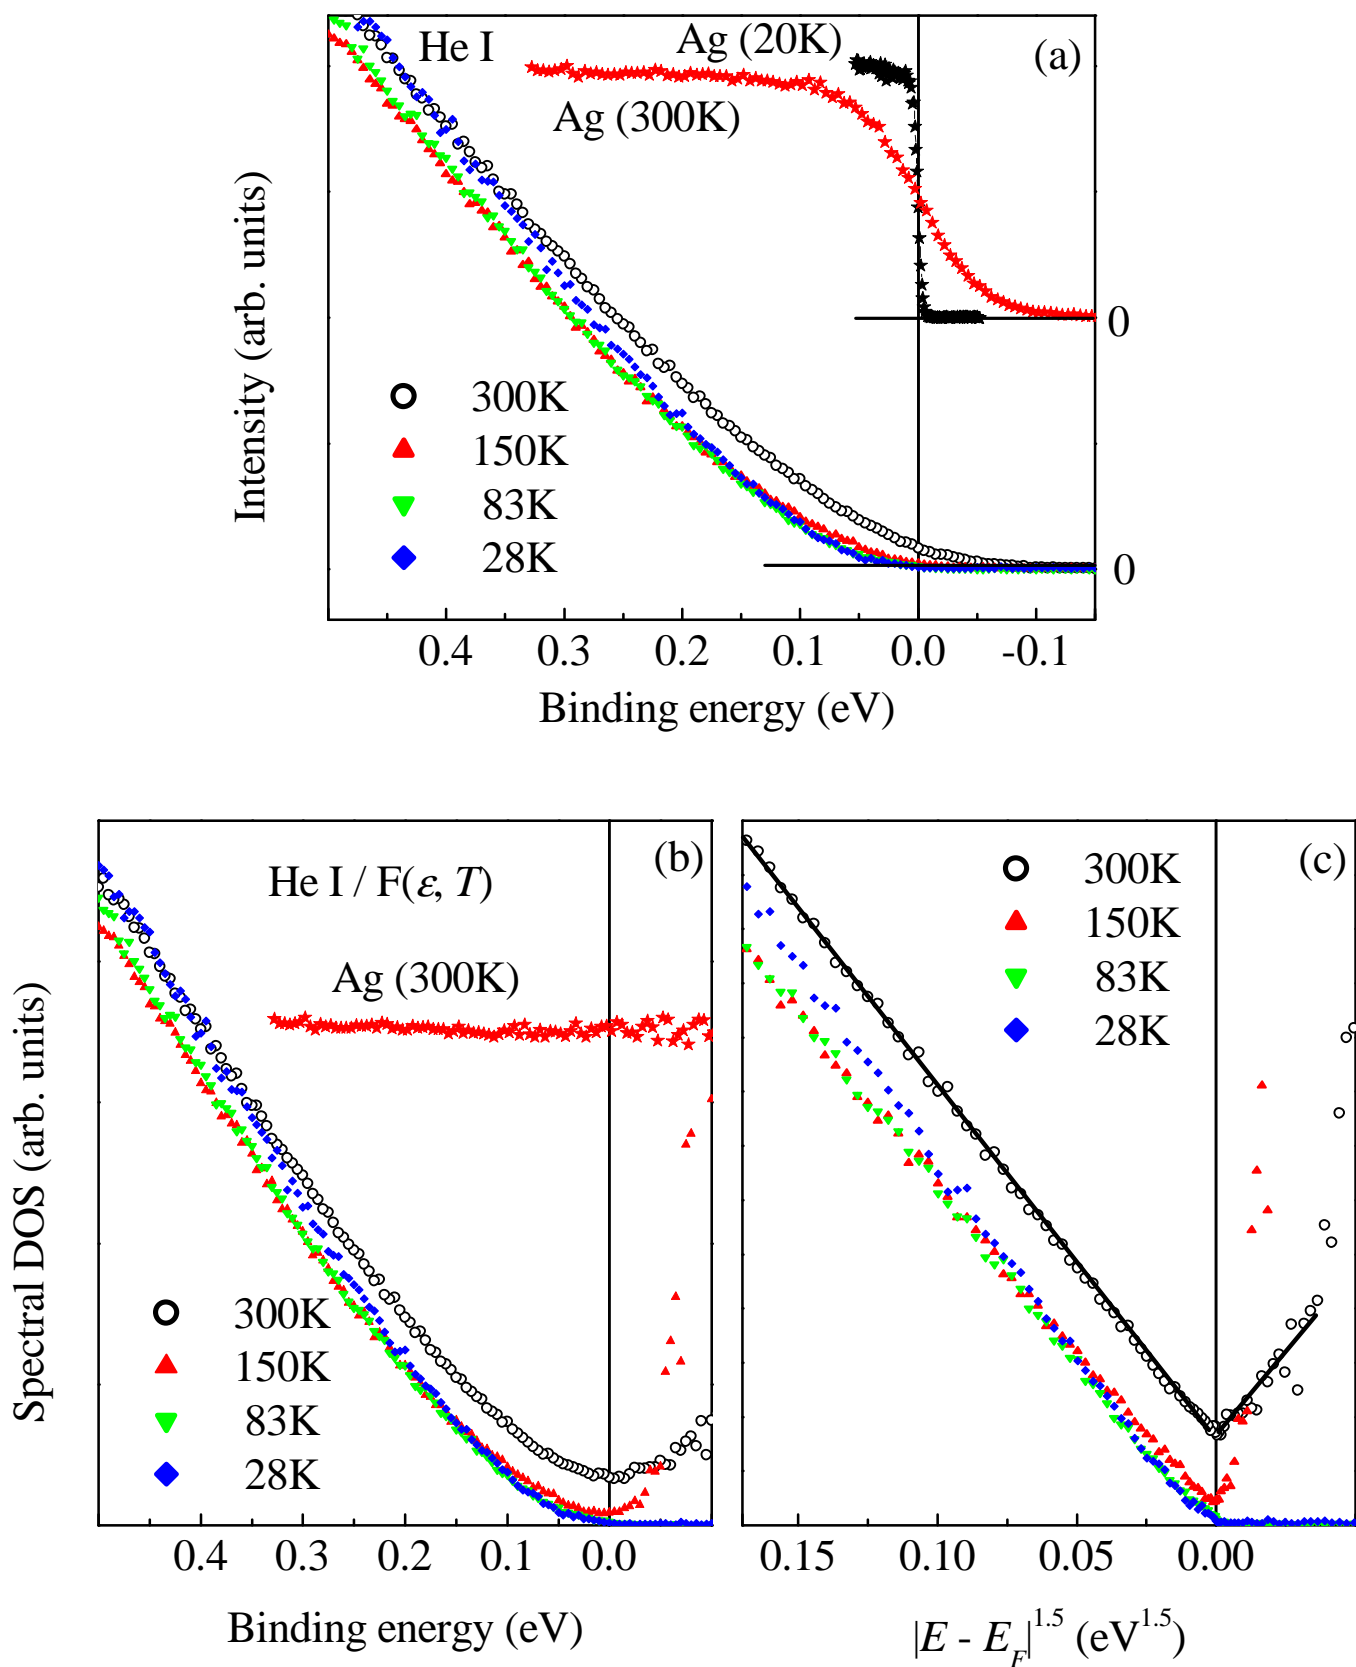 He I
Ag (20K)
(a)
Ag (300K)
Intensity (arb. units)
0
300K
150K
83K
28K
0
0.4 0.3 0.2 0.1 0.0 -0.1
Binding energy (eV)
(b)
He I / F(ε, T)
Ag (300K)
Spectral DOS (arb. units)
300K
150K
83K
28K
0.4 0.3 0.2 0.1 0.0
Binding energy (eV)
(c)
300K
150K
83K
28K
0.15 0.10 0.05 0.00
|E - E_F|^1.5 (eV^1.5)